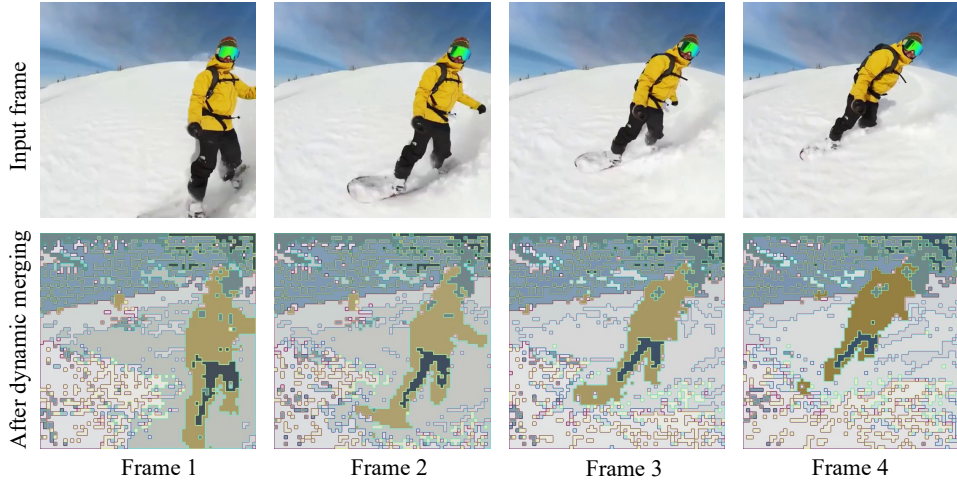 Input frame
After dynamic merging
Frame 1
Frame 2
Frame 3
Frame 4